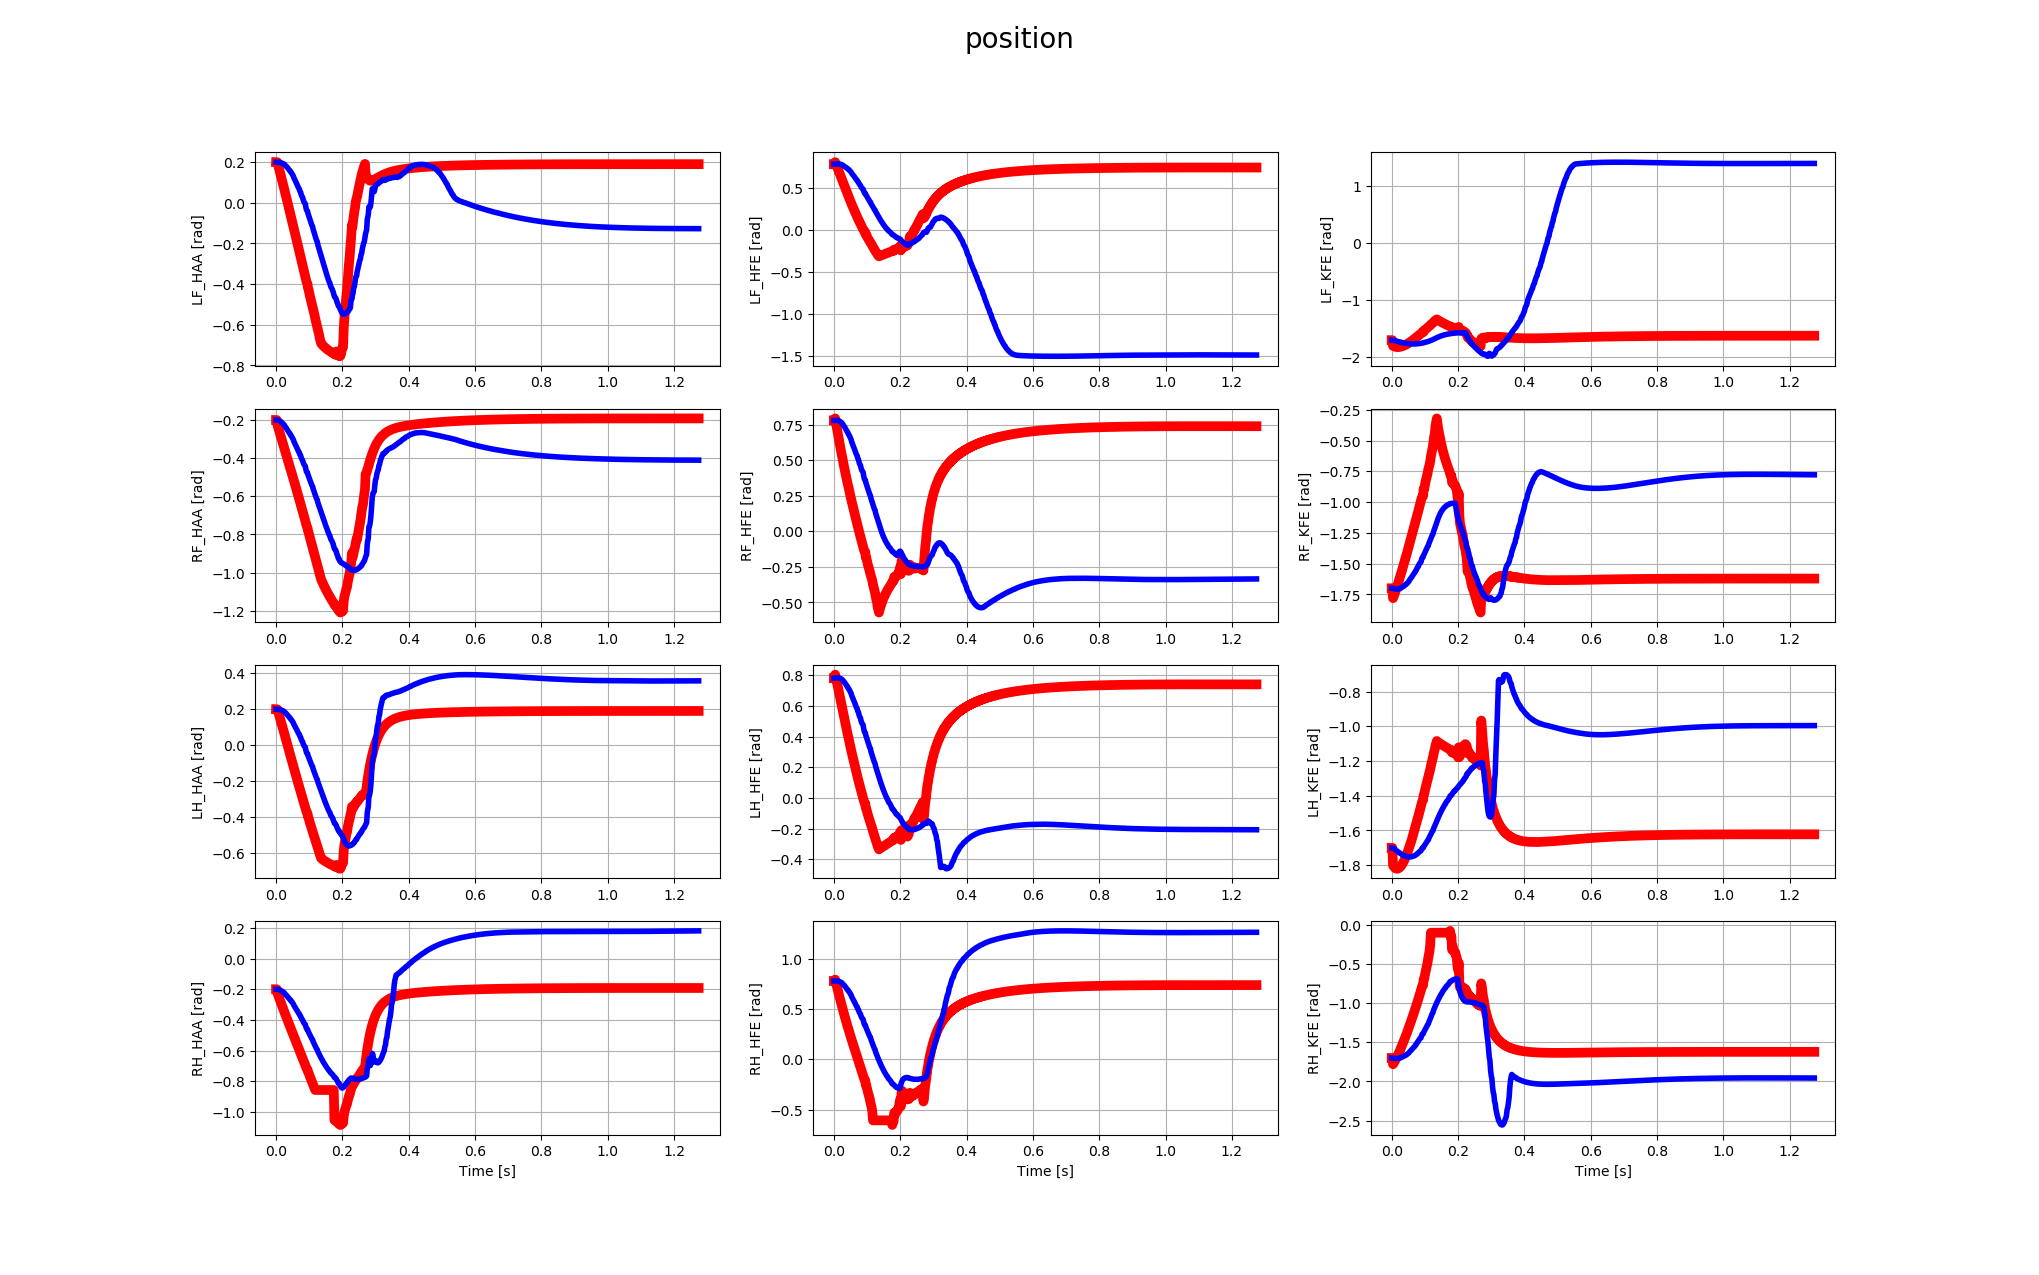 position
LF_HAA [rad]
0.2
0.0
−0.2
−0.4
−0.6
−0.8
0.0 0.2 0.4 0.6 0.8 1.0 1.2
LF_HFE [rad]
0.5
0.0
−0.5
−1.0
−1.5
0.0 0.2 0.4 0.6 0.8 1.0 1.2
LF_KFE [rad]
1
0
−1
−2
0.0 0.2 0.4 0.6 0.8 1.0 1.2
RF_HAA [rad]
−0.2
−0.4
−0.6
−0.8
−1.0
−1.2
0.0 0.2 0.4 0.6 0.8 1.0 1.2
RF_HFE [rad]
0.75
0.50
0.25
0.00
−0.25
−0.50
0.0 0.2 0.4 0.6 0.8 1.0 1.2
RF_KFE [rad]
−0.25
−0.50
−0.75
−1.00
−1.25
−1.50
−1.75
0.0 0.2 0.4 0.6 0.8 1.0 1.2
LH_HAA [rad]
0.4
0.2
0.0
−0.2
−0.4
−0.6
0.0 0.2 0.4 0.6 0.8 1.0 1.2
LH_HFE [rad]
0.8
0.6
0.4
0.2
0.0
−0.2
−0.4
0.0 0.2 0.4 0.6 0.8 1.0 1.2
LH_KFE [rad]
−0.8
−1.0
−1.2
−1.4
−1.6
−1.8
0.0 0.2 0.4 0.6 0.8 1.0 1.2
RH_HAA [rad]
0.2
0.0
−0.2
−0.4
−0.6
−0.8
−1.0
0.0 0.2 0.4 0.6 0.8 1.0 1.2
Time [s]
RH_HFE [rad]
1.0
0.5
0.0
−0.5
0.0 0.2 0.4 0.6 0.8 1.0 1.2
Time [s]
RH_KFE [rad]
0.0
−0.5
−1.0
−1.5
−2.0
−2.5
0.0 0.2 0.4 0.6 0.8 1.0 1.2
Time [s]